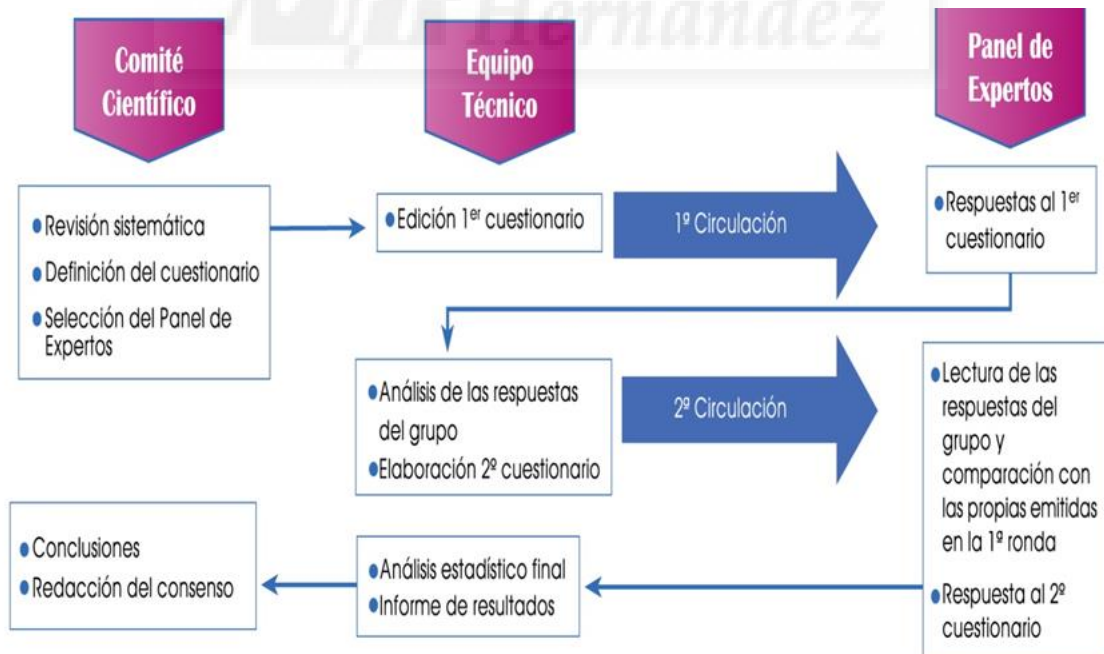 Hernández
Comité
Científico
Equipo
Técnico
Panel de
Expertos
• Revisión sistemática
• Definición del cuestionario
• Selección del Panel de
Expertos
• Edición 1er cuestionario
1ª Circulación
• Respuestas al 1er
cuestionario
• Análisis de las respuestas
del grupo
• Elaboración 2º cuestionario
2ª Circulación
• Lectura de las
respuestas del
grupo y
comparación con
las propias emitidas
en la 1ª ronda
• Respuesta al 2º
cuestionario
• Análisis estadístico final
• Informe de resultados
• Conclusiones
• Redacción del consenso